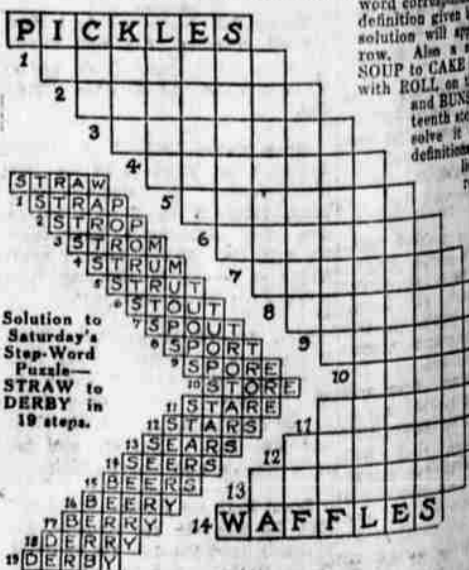 word
definition given
solution will
row. Also a
SOUP to CAKE
with ROLL on
and BUNS
teenth
solve it
definition
PICKLES
1
2
3
4
5
6
7
8
9
10
11
12
13
14 WAFFLES
STRAW
1 STRAP
2 STROP
3 STROM
4 STRUM
5 STRUT
6 STOUT
7 SPOUT
8 SPORT
9 SPORE
10 STORE
11 STARE
12 STARS
13 SEARS
14 SEERS
15 BEERS
16 BEERY
17 BERRY
18 DERRY
19 DERBY
Solution to
Saturday's
Step-Word
Puzzle—
STRAW to
DERBY in
19 steps.